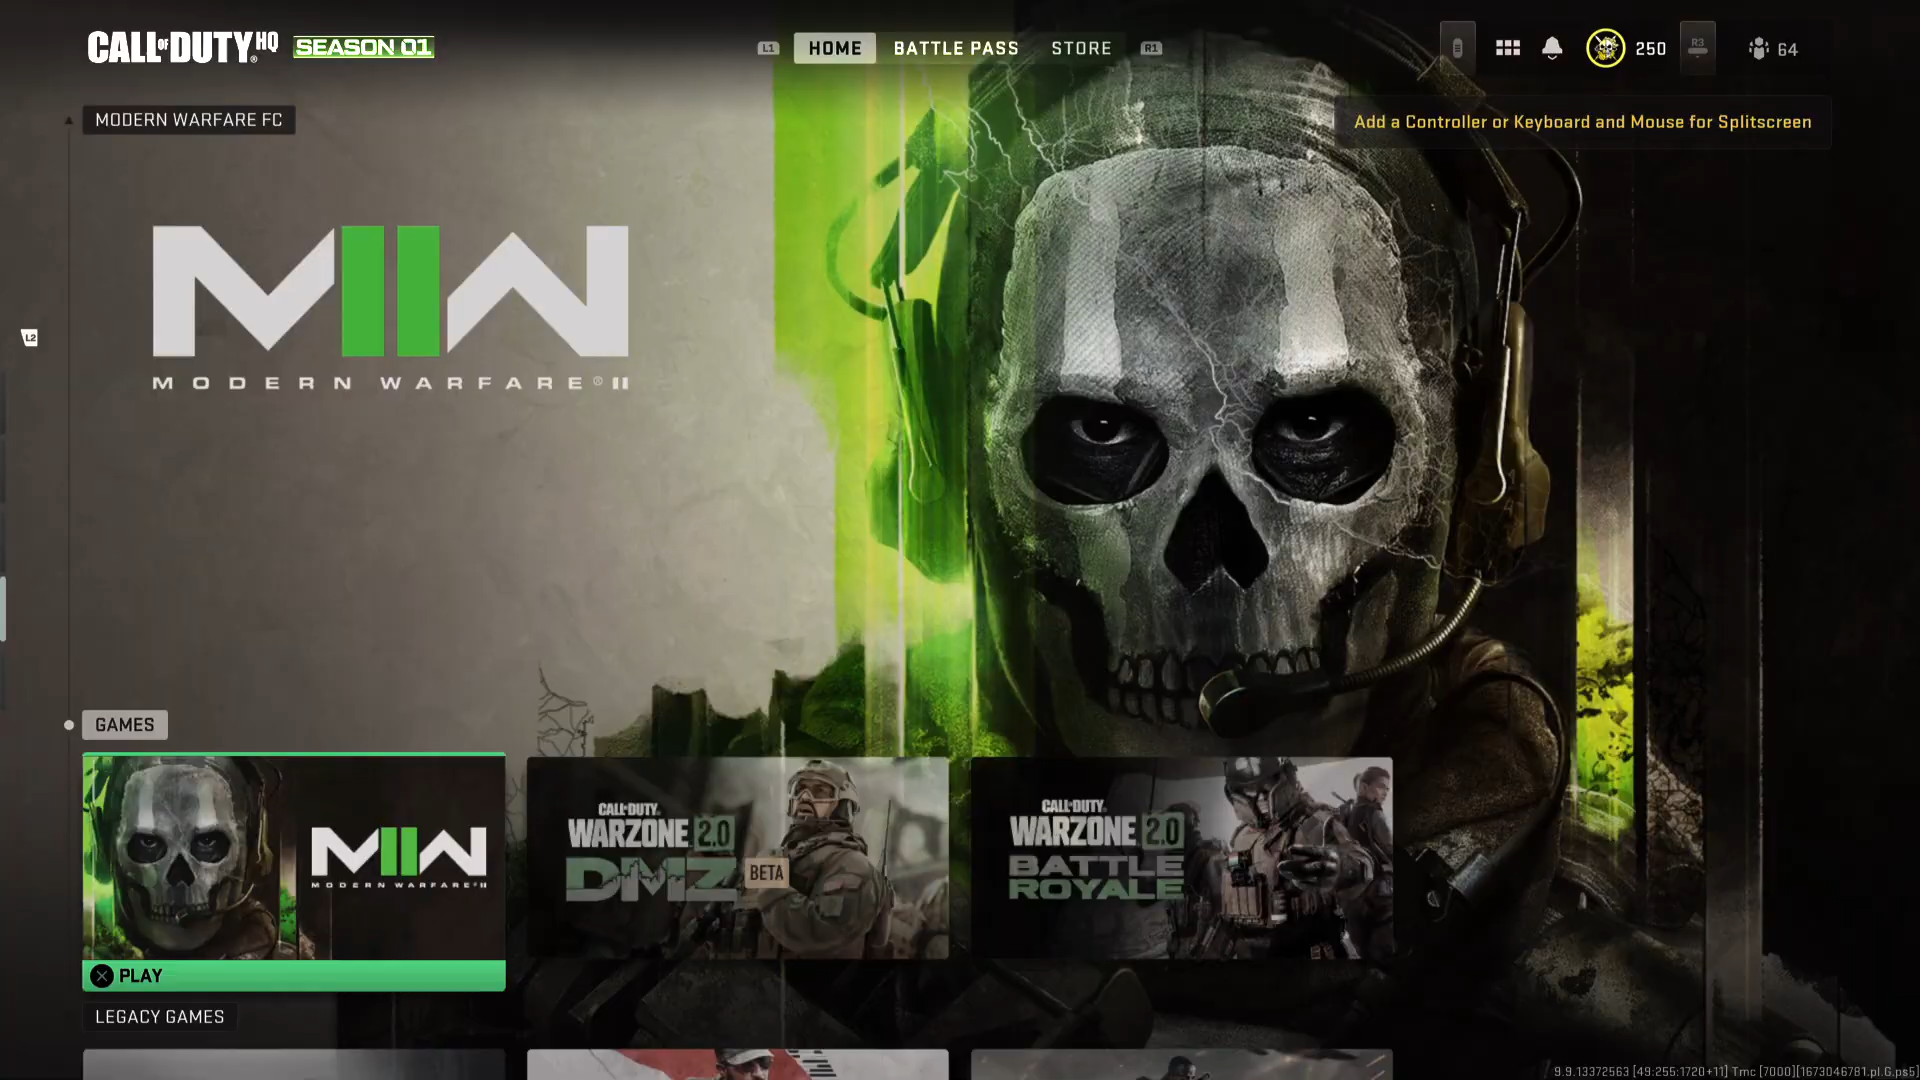 CALL OF DUTY® HQ SEASON 01
L1 HOME BATTLE PASS STORE R1
250 R3 64
MODERN WARFARE FC
Add a Controller or Keyboard and Mouse for Splitscreen
MIIW
MODERN WARFARE® II
L2
GAMES
MIIW
MODERN WARFARE® II
PLAY
CALL OF DUTY.
WARZONE 2.0
DMZ BETA
CALL OF DUTY.
WARZONE 2.0
BATTLE
ROYALE
LEGACY GAMES
9.9.13372563 [49:255:1720+11] Tmc [7000][1673046781.pl.G.ps5]